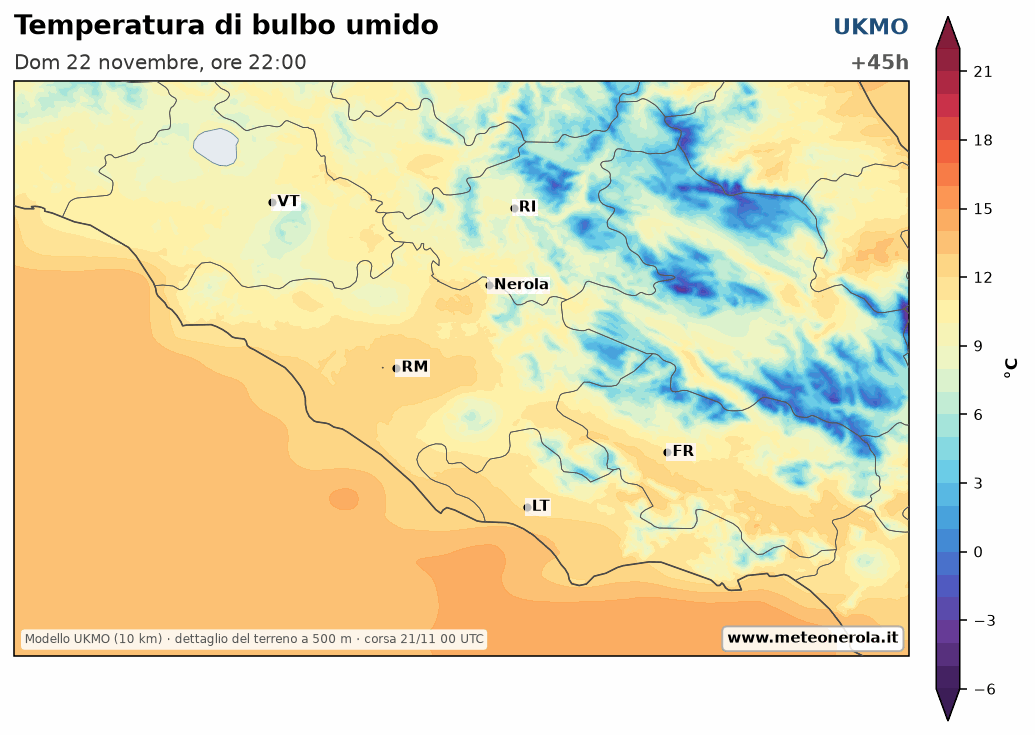 Temperatura di bulbo umido
UKMO
Dom 22 novembre, ore 22:00
+45h
VT
RI
Nerola
RM
FR
LT
Modello UKMO (10 km) · dettaglio del terreno a 500 m · corsa 21/11 00 UTC
www.meteonerola.it
21
18
15
12
9
6
3
0
−3
−6
°C